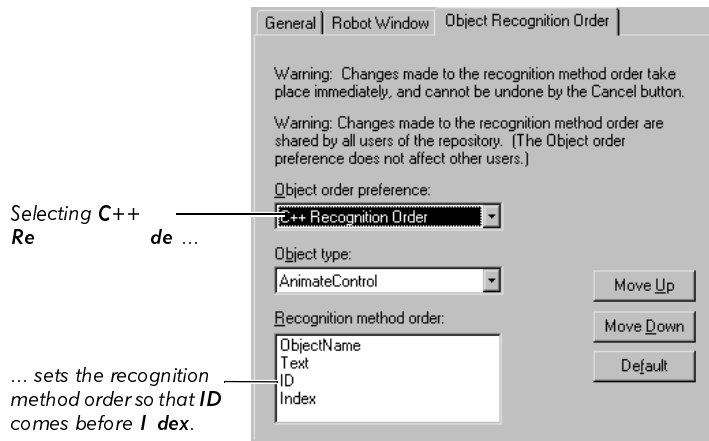 General Robot Window Object Recognition Order
Warning: Changes made to the recognition method order take
place immediately, and cannot be undone by the Cancel button.
Warning: Changes made to the recognition method order are
shared by all users of the repository. (The Object order
preference does not affect other users.)
Object order preference:
Selecting C++
C++ Recognition Order
Re de ...
Object type:
AnimateControl
Move Up
Recognition method order:
Move Down
ObjectName
Text
ID
Index
Default
... sets the recognition
method order so that ID
comes before I dex.